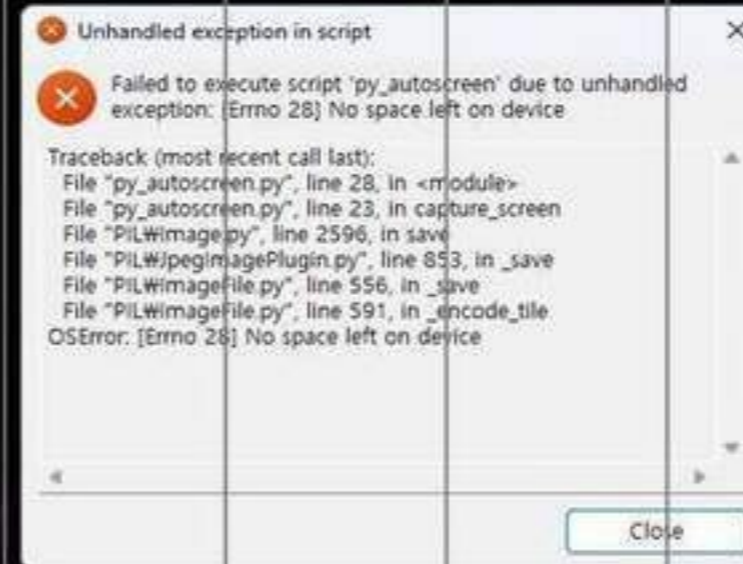 Unhandled exception in script
Failed to execute script 'py_autoscreen' due to unhandled
exception: [Errno 28] No space left on device
Traceback (most recent call last):
File "py_autoscreen.py", line 28, in <module>
File "py_autoscreen.py", line 23, in capture_screen
File "PIL₩Image.py", line 2596, in save
File "PIL₩JpegImagePlugin.py", line 853, in _save
File "PIL₩ImageFile.py", line 556, in _save
File "PIL₩ImageFile.py", line 591, in _encode_tile
OSError: [Errno 28] No space left on device
Close